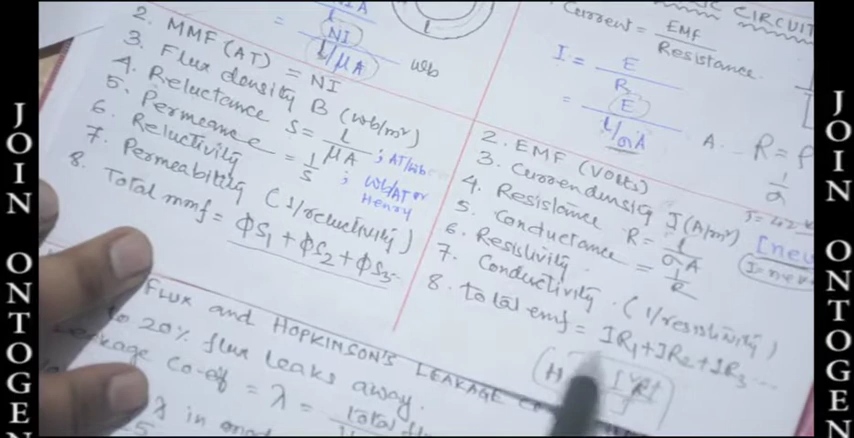 JOIN ONTOGE
l
NI
l/μA
wb
2. MMF (AT) = NI
3. Flux density B (wb/m²)
4. Reluctance S = l/μA ; AT/wb
5. Permeance = 1/S ; Wb/AT or Henry
6. Reluctivity
7. Permeability (1/reluctivity)
8. Total mmf = φS₁ + φS₂ + φS₃..
Flux and HOPKINSON'S LEAKAGE
to 20% flux leaks away.
Leakage Co-eff = λ = total
λ in
CIRCUIT
Current = EMF/Resistance
I = E/R
= E/(l/σA) A...
R = ρ
1/σ
2. EMF (Volts)
3. Current density J (A/m²)
4. Resistance R = l/σA
5. Conductance = 1/R
6. Resistivity.
7. Conductivity. (1/resistivity)
8. Total emf = IR₁+IR₂+IR₃...
JOIN ONTOGE